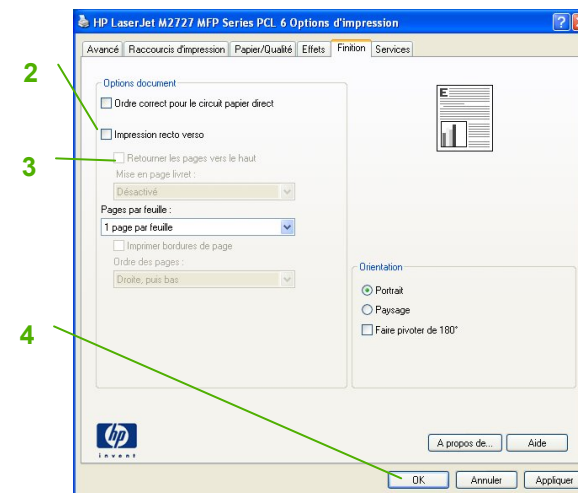 HP LaserJet M2727 MFP Series PCL 6 Options d'impression
Avancé Raccourcis d'impression Papier/Qualité Effets Finition Services
2
Options document
Ordre correct pour le circuit papier direct
E
Impression recto verso
3
Retourner les pages vers le haut
Mise en page livret :
Désactivé
Pages par feuille :
1 page par feuille
Imprimer bordures de page
Ordre des pages :
Droite, puis bas
Orientation
Portrait
Paysage
Faire pivoter de 180°
4
hp
invent
A propos de... Aide
OK Annuler Appliquer